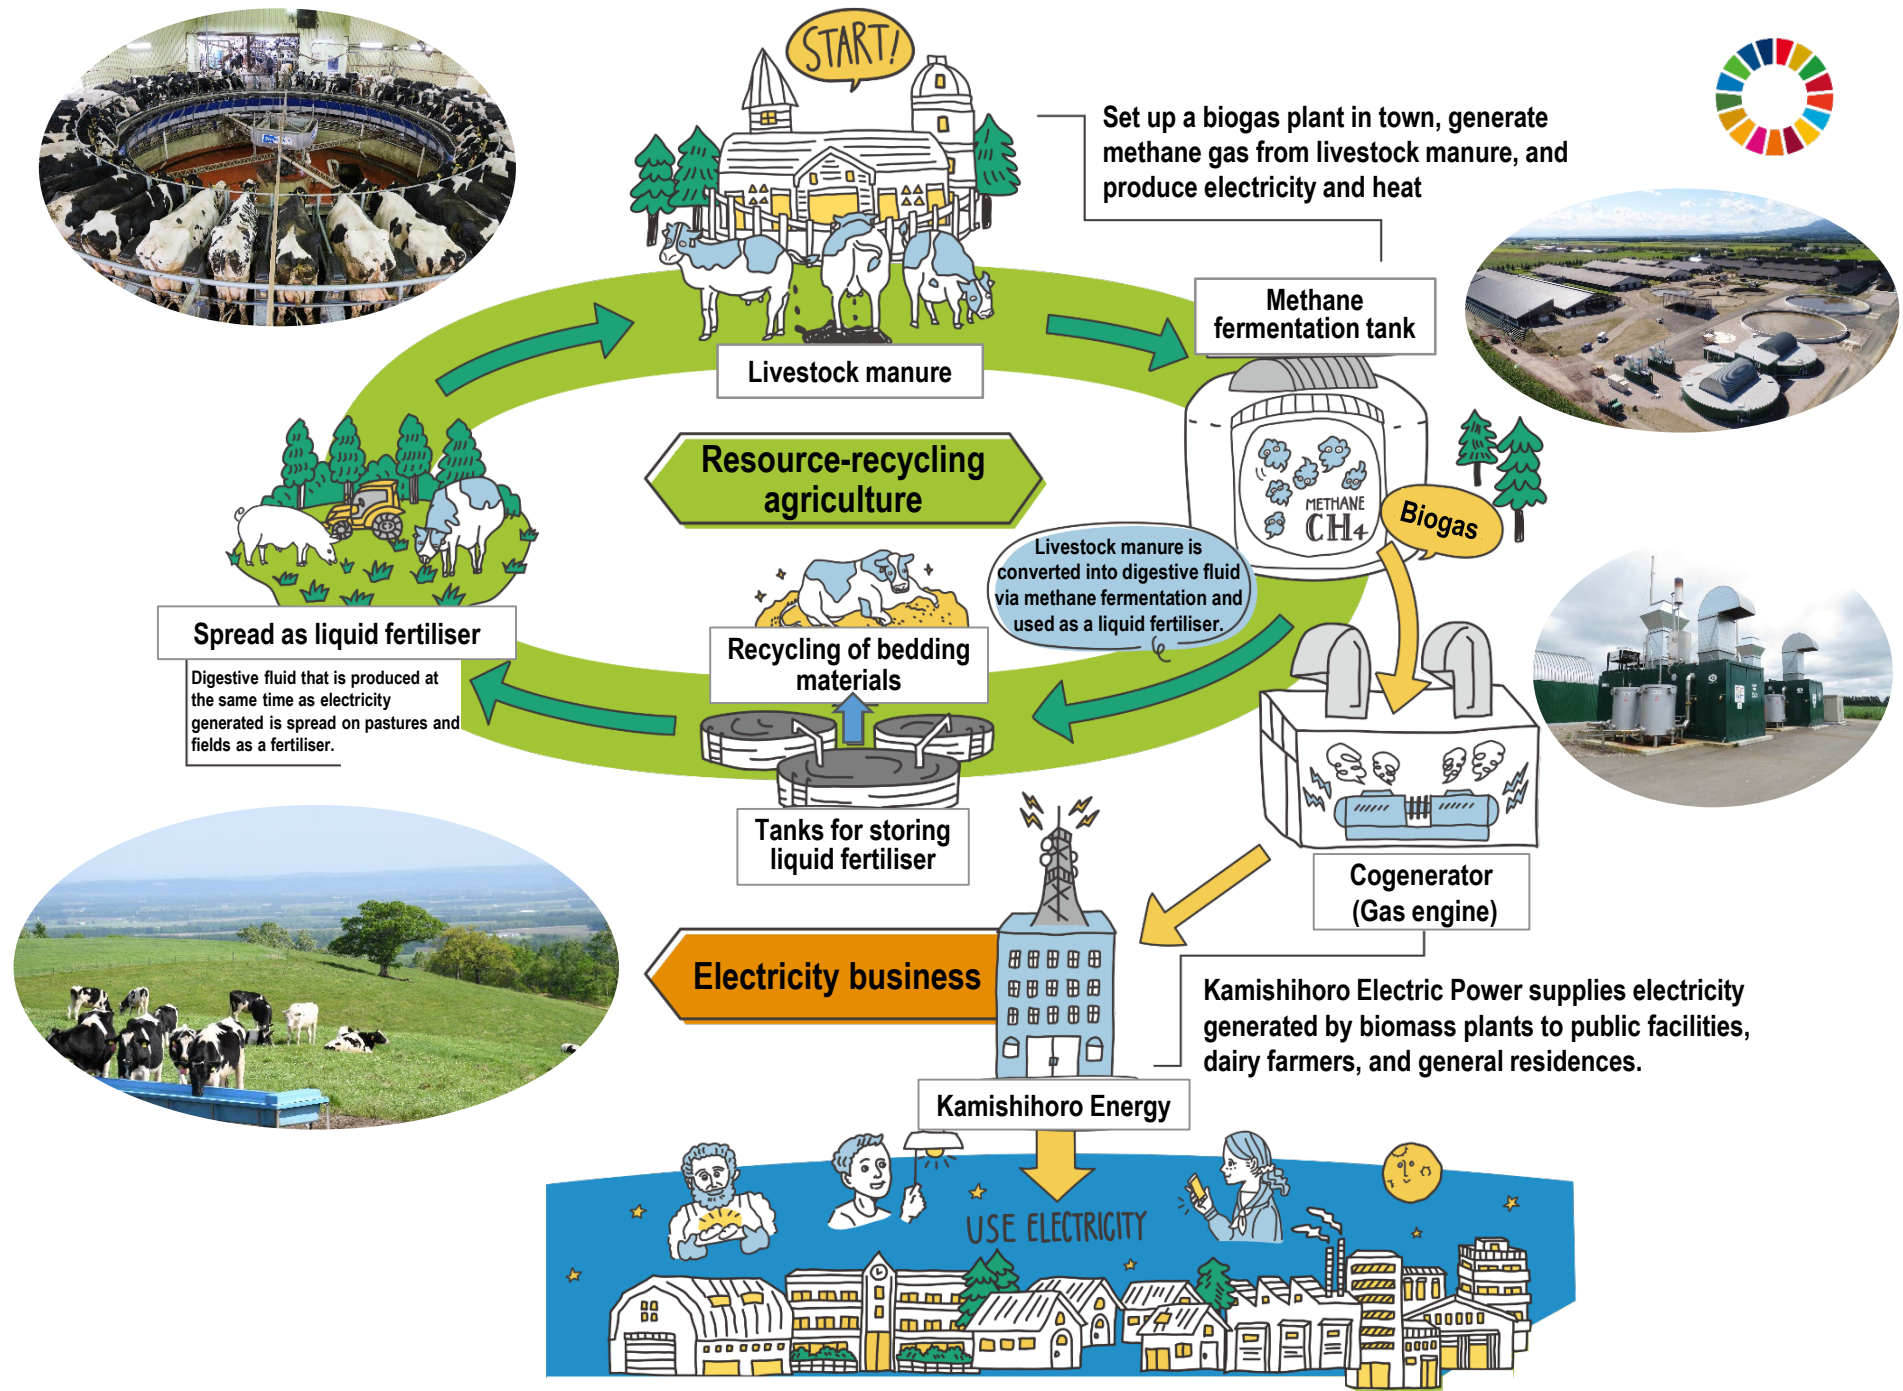 START!
Set up a biogas plant in town, generate
methane gas from livestock manure, and
produce electricity and heat
Methane
fermentation tank
Livestock manure
Resource-recycling
agriculture
METHANE
CH4
Biogas
Livestock manure is
converted into digestive fluid
via methane fermentation and
used as a liquid fertiliser.
Spread as liquid fertiliser
Digestive fluid that is produced at
the same time as electricity
generated is spread on pastures and
fields as a fertiliser.
Recycling of bedding
materials
Tanks for storing
liquid fertiliser
Cogenerator
(Gas engine)
Electricity business
Kamishihoro Electric Power supplies electricity
generated by biomass plants to public facilities,
dairy farmers, and general residences.
Kamishihoro Energy
USE ELECTRICITY